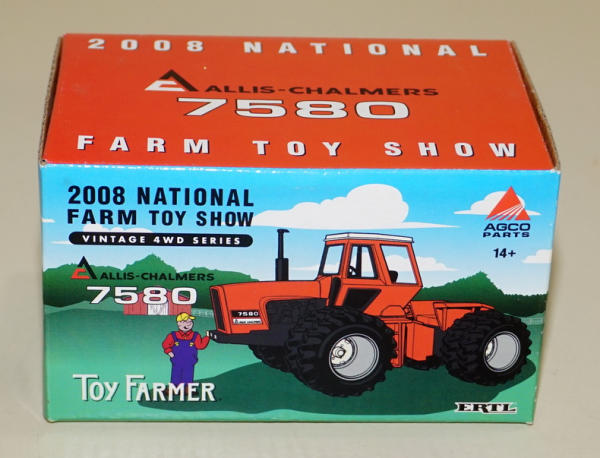 2008 NATIONAL
ALLIS-CHALMERS
7580
FARM TOY SHOW
2008 NATIONAL
FARM TOY SHOW
VINTAGE 4WD SERIES
ALLIS-CHALMERS
7580
AGCO
PARTS
14+
7580
TOY FARMER
ERTL